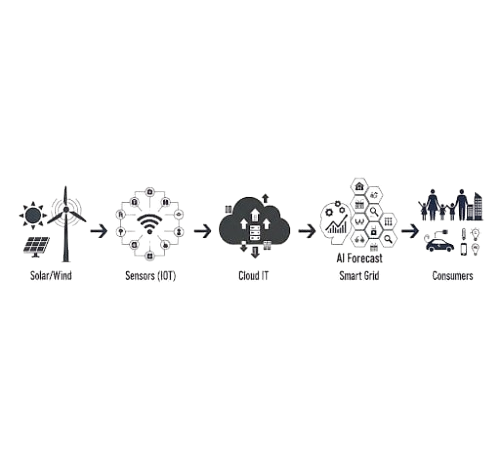 Solar/Wind
Sensors (IOT)
Cloud IT
AI Forecast
Smart Grid
Consumers